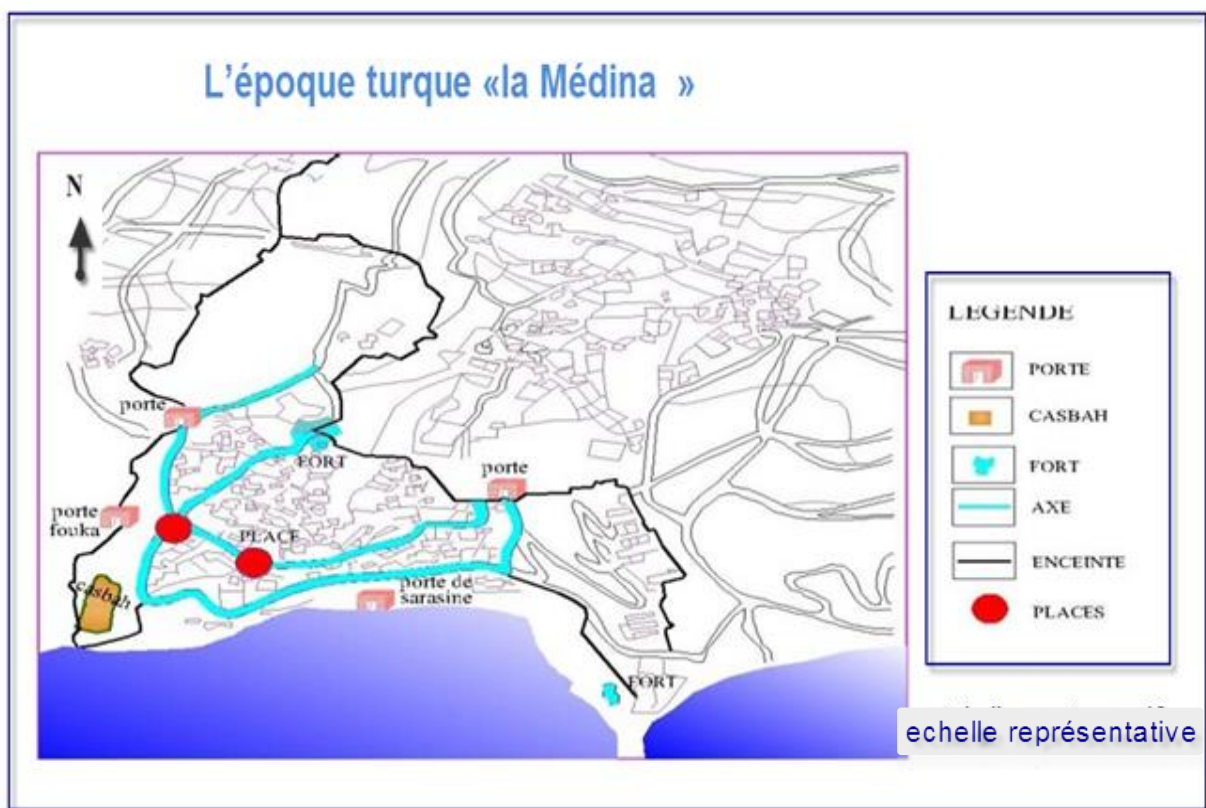 L'époque turque «la Médina »
N
porte
FORT
porte
porte
fouka
PLACE
casbah
porte de
sarasine
FORT
LEGENDE
PORTE
CASBAH
FORT
AXE
ENCEINTE
PLACES
echelle représentative